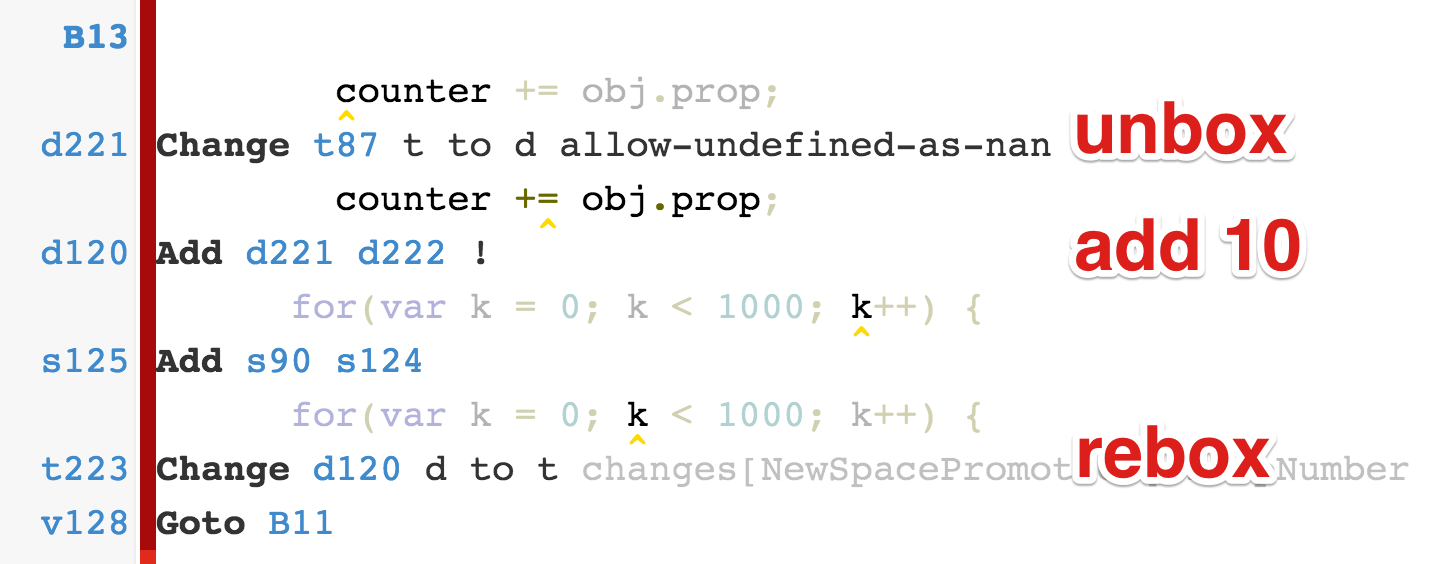 B13
counter += obj.prop;
d221 Change t87 t to d allow-undefined-as-nan unbox
counter += obj.prop;
d120 Add d221 d222 ! add 10
for(var k = 0; k < 1000; k++) {
s125 Add s90 s124
for(var k = 0; k < 1000; k++) {
t223 Change d120 d to t changes[NewSpacePromot rebox Number
v128 Goto B11